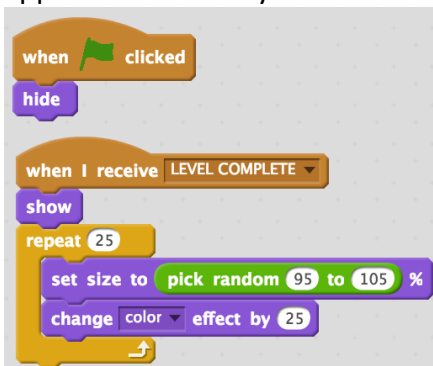 when clicked
hide
when I receive LEVEL COMPLETE
show
repeat 25
set size to pick random 95 to 105 %
change color effect by 25